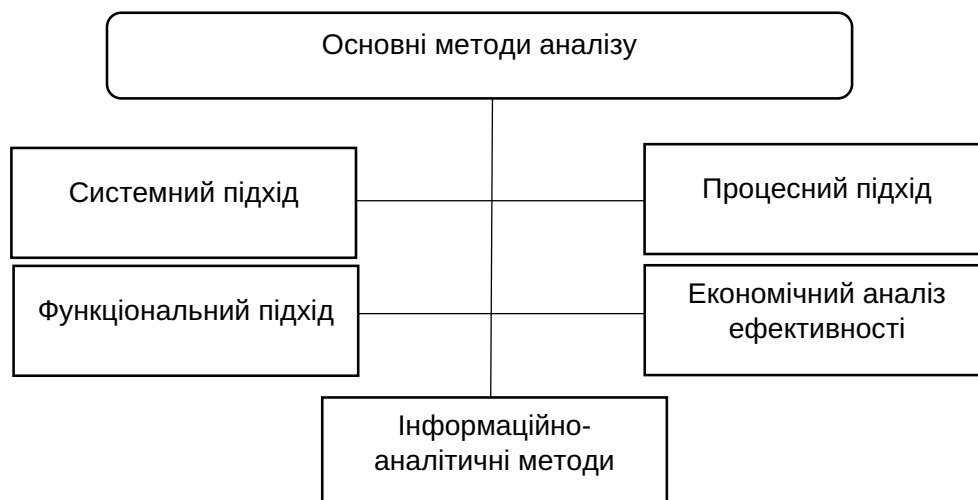 Основні методи аналізу
Системний підхід
Процесний підхід
Функціональний підхід
Економічний аналіз
ефективності
Інформаційно-
аналітичні методи